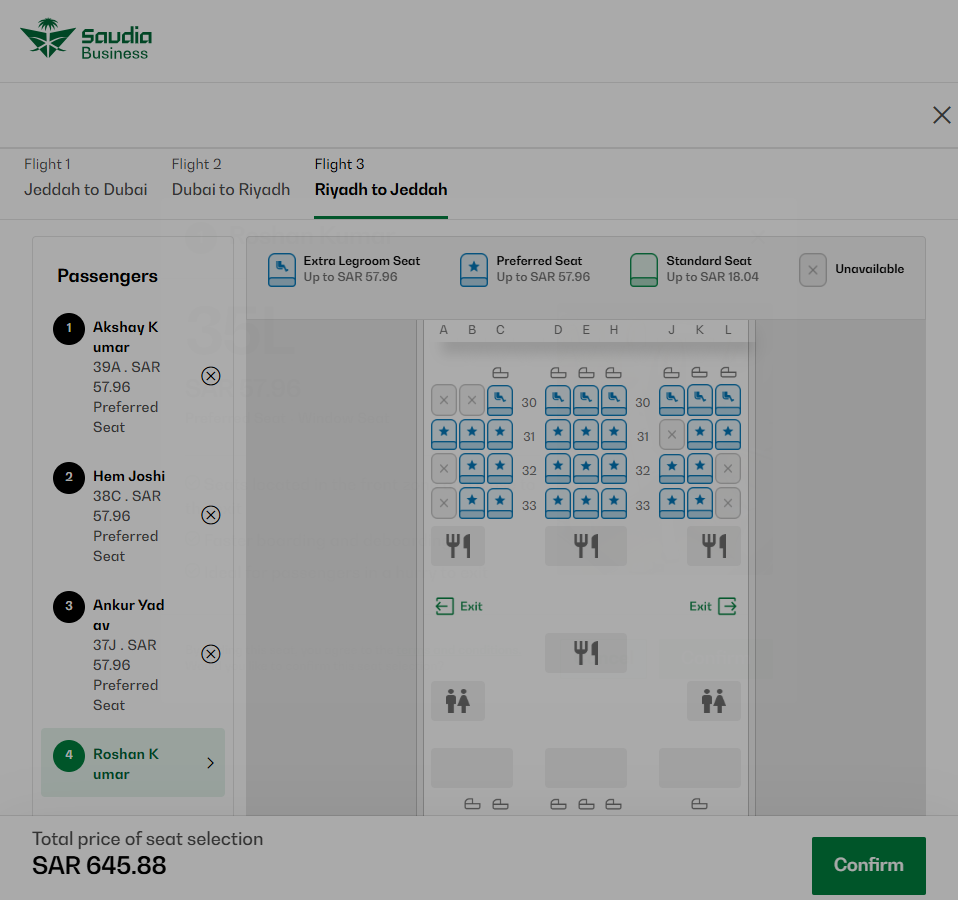 Saudia
Business
Flight 1
Jeddah to Dubai
Flight 2
Dubai to Riyadh
Flight 3
Riyadh to Jeddah
Passengers
1
Akshay K
umar
39A . SAR
57.96
Preferred
Seat
2
Hem Joshi
38C . SAR
57.96
Preferred
Seat
3
Ankur Yad
av
37J . SAR
57.96
Preferred
Seat
4
Roshan K
umar
Extra Legroom Seat
Up to SAR 57.96
Preferred Seat
Up to SAR 57.96
Standard Seat
Up to SAR 18.04
Unavailable
A B C D E H J K L
30 30
31 31
32 32
33 33
Exit Exit
Total price of seat selection
SAR 645.88
Confirm